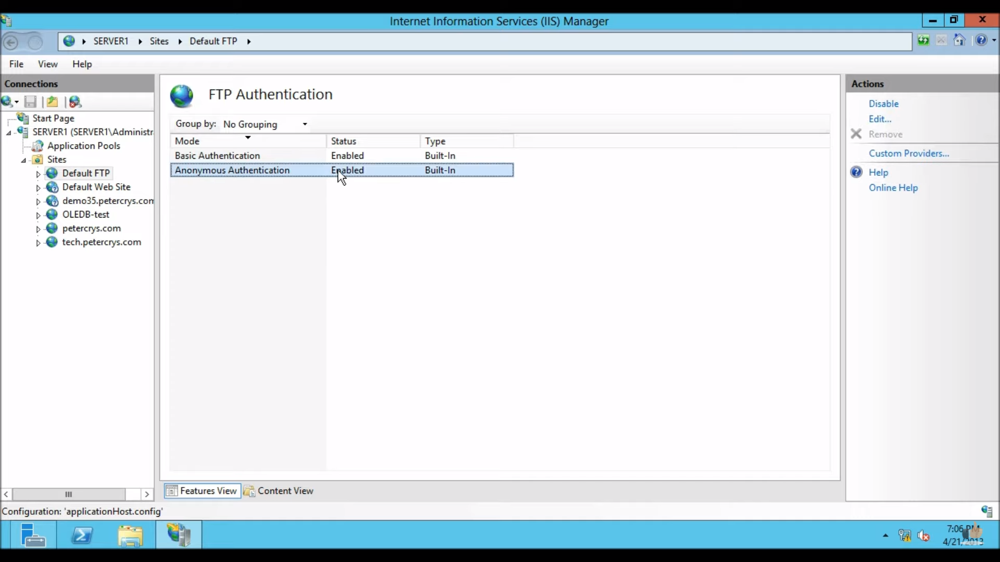 Internet Information Services (IIS) Manager
SERVER1 Sites Default FTP
File View Help
Connections
Start Page
SERVER1 (SERVER1\Administr
Application Pools
Sites
Default FTP
Default Web Site
demo35.petercrys.com
OLEDB-test
petercrys.com
tech.petercrys.com
FTP Authentication
Group by: No Grouping
Mode Status Type
Basic Authentication Enabled Built-In
Anonymous Authentication Enabled Built-In
Actions
Disable
Edit...
Remove
Custom Providers...
Help
Online Help
Features View Content View
Configuration: 'applicationHost.config'
7:06 PM
4/21/2013